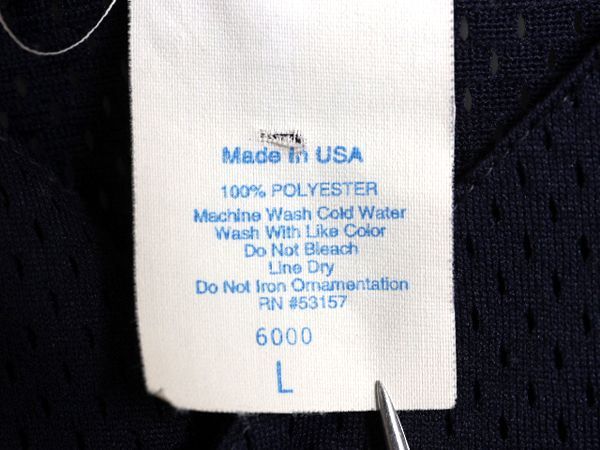 Made In USA
100% POLYESTER
Machine Wash Cold Water
Wash With Like Color
Do Not Bleach
Line Dry
Do Not Iron Ornamentation
RN #53157
6000
L